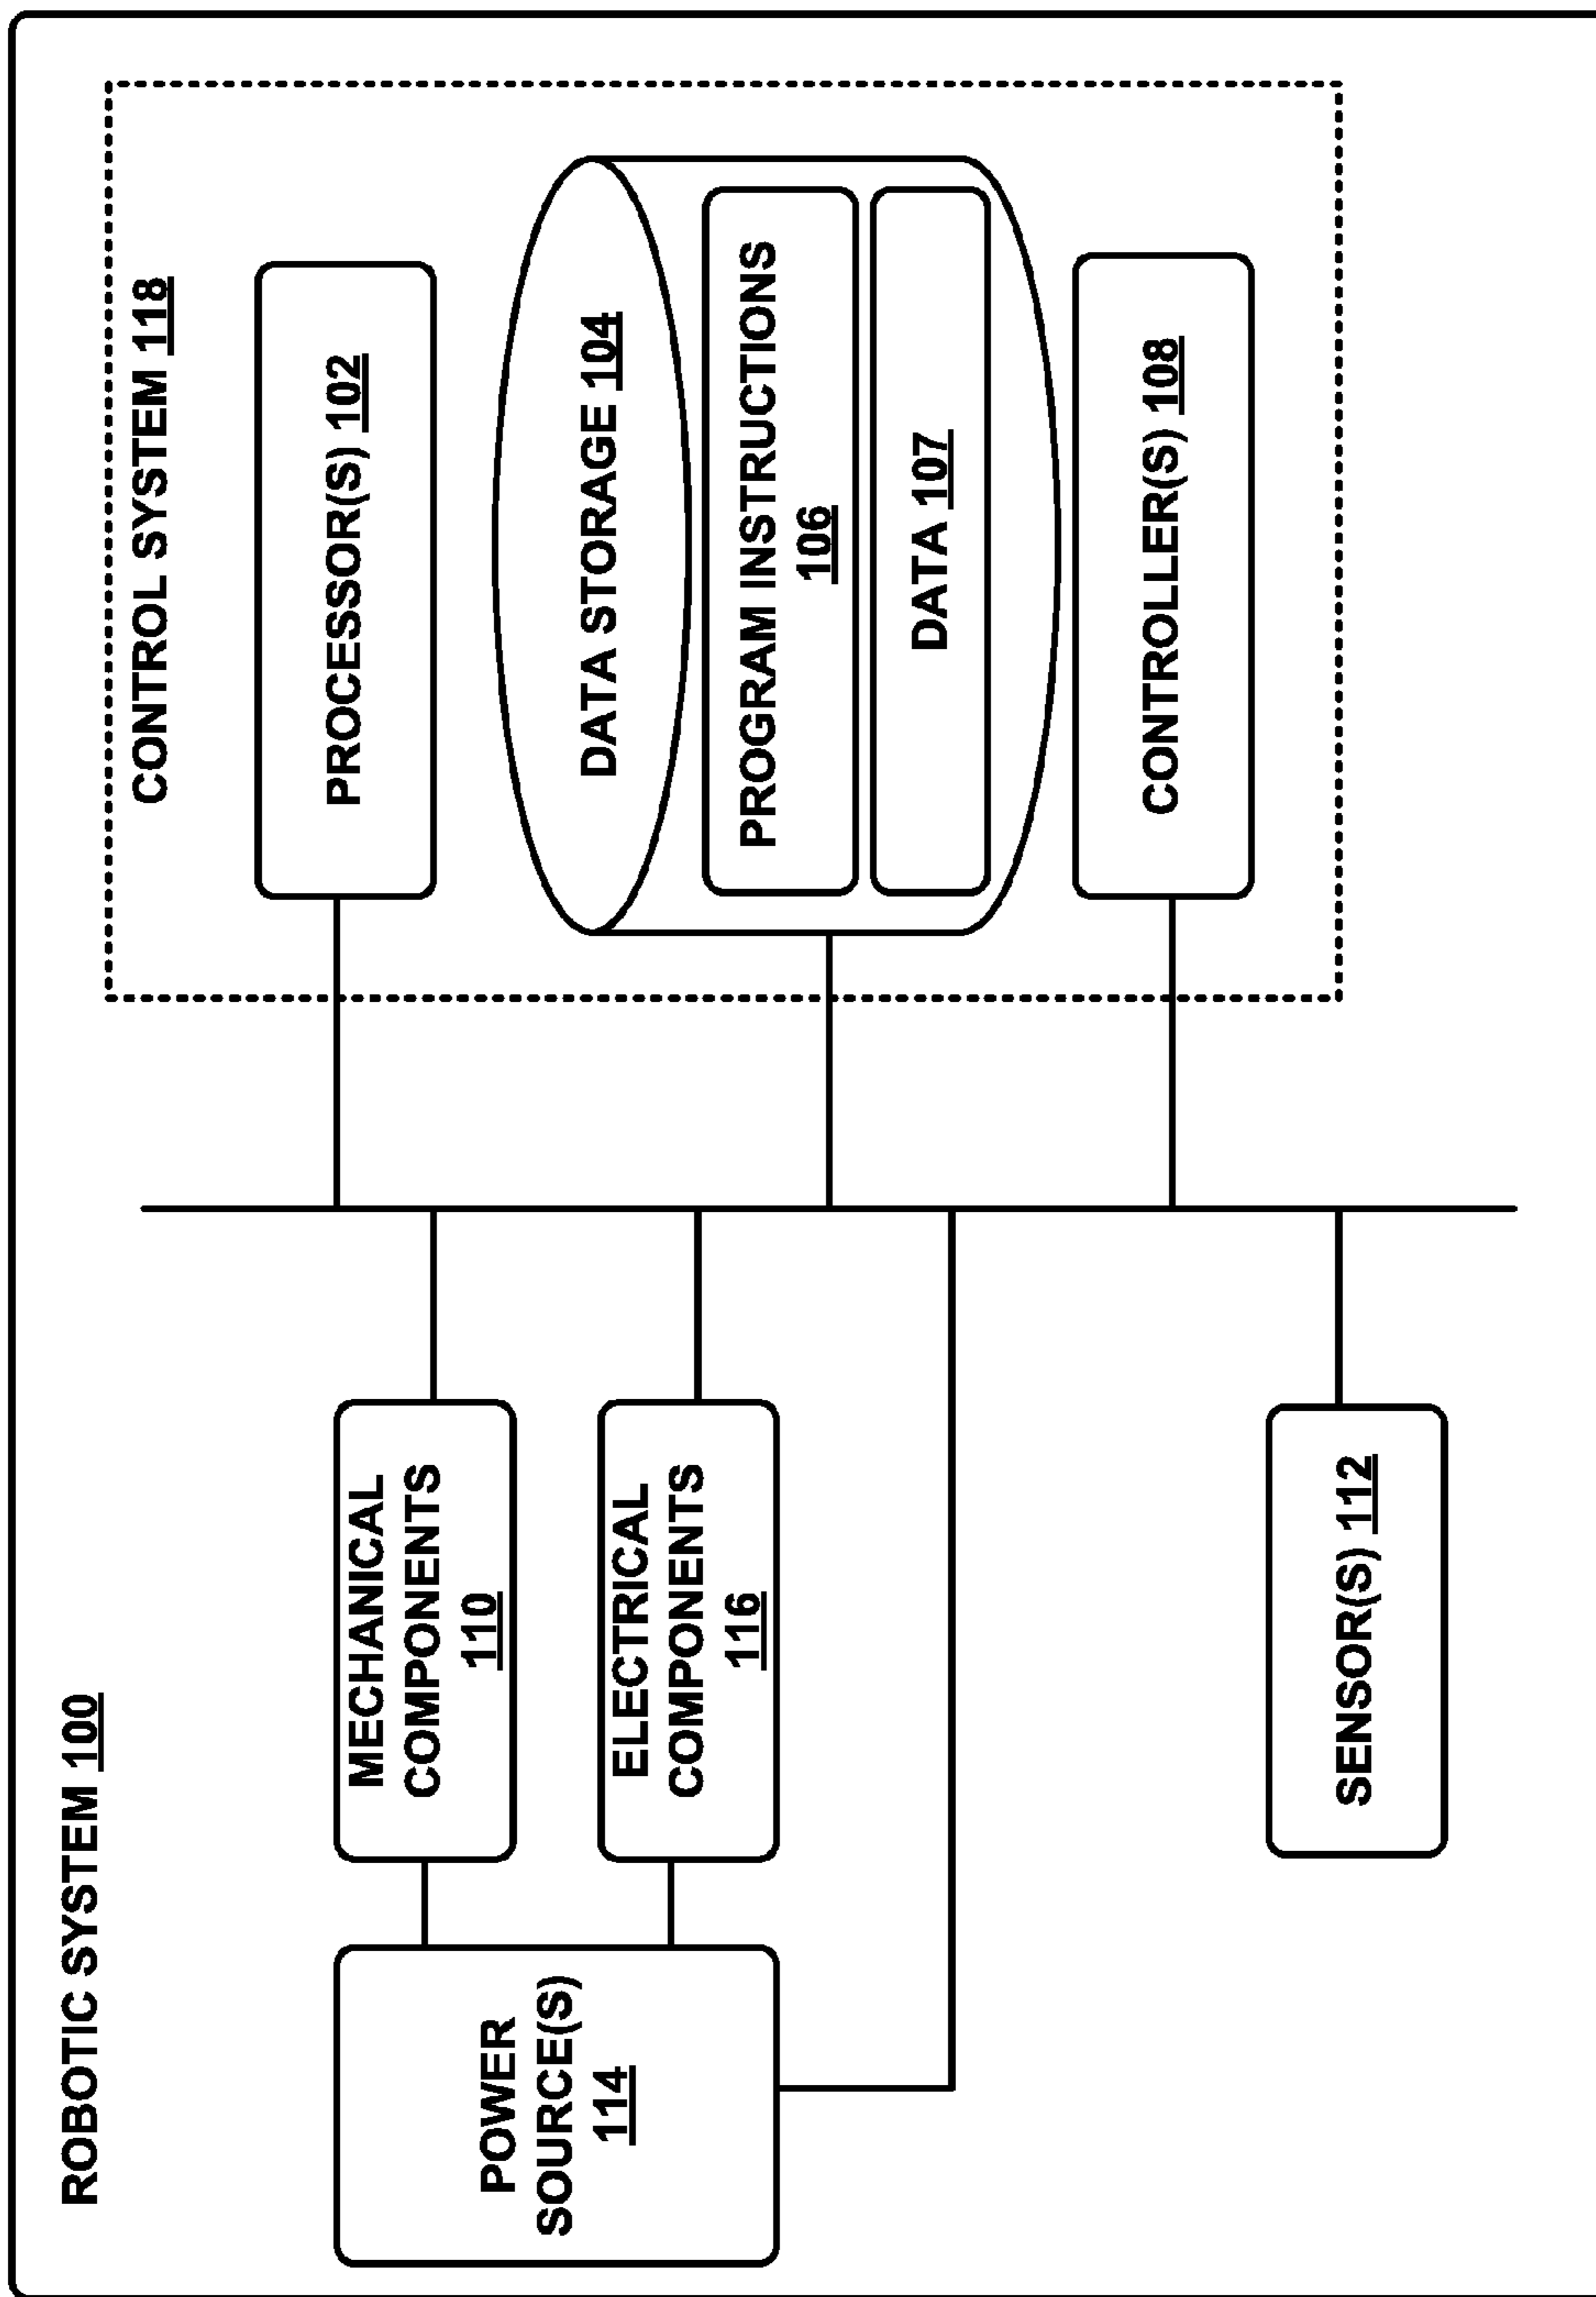 ROBOTIC SYSTEM 100
POWER
SOURCE(S)
114
MECHANICAL
COMPONENTS
110
ELECTRICAL
COMPONENTS
116
SENSOR(S) 112
CONTROL SYSTEM 118
PROCESSOR(S) 102
DATA STORAGE 104
PROGRAM INSTRUCTIONS
106
DATA 107
CONTROLLER(S) 108